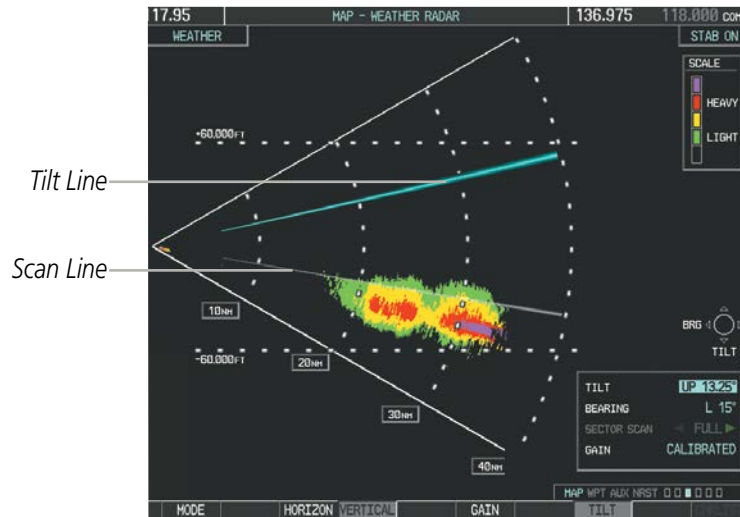 117.95 MAP - WEATHER RADAR 136.975 118.000 COM
WEATHER
STAB ON
SCALE
HEAVY
LIGHT
+60,000FT
Tilt Line
Scan Line
10NM
-60,000FT
20NM
30NM
40NM
BRG
TILT
TILT UP 13.25°
BEARING L 15°
SECTOR SCAN FULL
GAIN CALIBRATED
MAP WPT AUX NRST
MODE HORIZON VERTICAL GAIN TILT